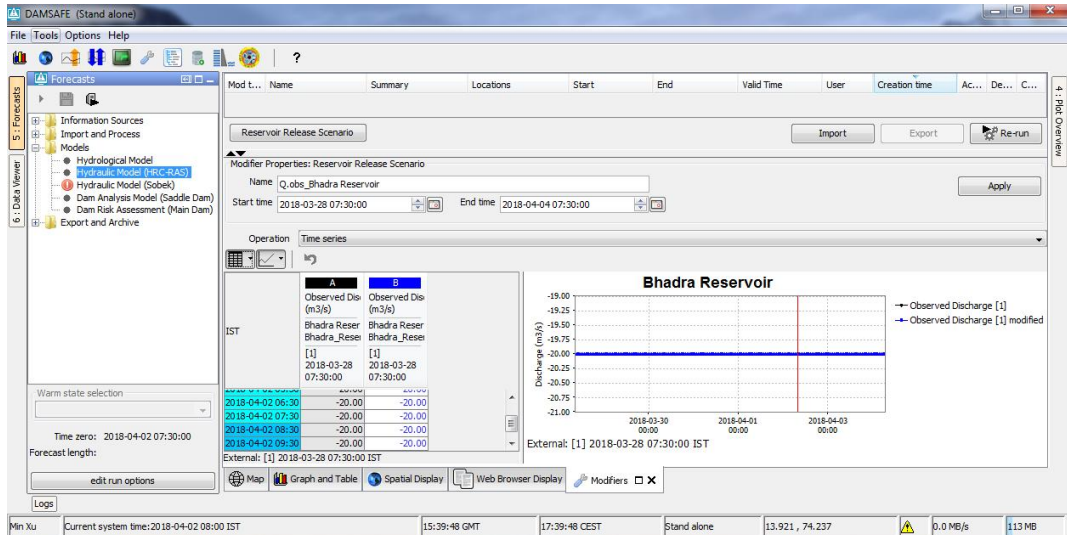 DAMSAFE (Stand alone)
File Tools Options Help
?
5 : Forecasts
6 : Data Viewer
Forecasts
Information Sources
Import and Process
Models
Hydrological Model
Hydraulic Model (HRC-RAS)
Hydraulic Model (Sobek)
Dam Analysis Model (Saddle Dam)
Dam Risk Assessment (Main Dam)
Export and Archive
Warm state selection
Time zero: 2018-04-02 07:30:00
Forecast length:
edit run options
Logs
Mod t... Name Summary Locations Start End Valid Time User Creation time Ac... De... C...
Reservoir Release Scenario Import Export Re-run
Modifier Properties: Reservoir Release Scenario
Name Q.obs_Bhadra Reservoir Apply
Start time 2018-03-28 07:30:00 End time 2018-04-04 07:30:00
Operation Time series
A B
Observed Dis Observed Dis
(m3/s) (m3/s)
IST
Bhadra Reser Bhadra Reser
Bhadra_Reser Bhadra_Reser
[1] [1]
2018-03-28 2018-03-28
07:30:00 07:30:00
2018-04-02 06:30 -20.00 -20.00
2018-04-02 07:30 -20.00 -20.00
2018-04-02 08:30 -20.00 -20.00
2018-04-02 09:30 -20.00 -20.00
External: [1] 2018-03-28 07:30:00 IST
Bhadra Reservoir
Discharge (m3/s)
-19.00
-19.25
-19.50
-19.75
-20.00
-20.25
-20.50
-20.75
-21.00
2018-03-30 2018-04-01 2018-04-03
00:00 00:00 00:00
Observed Discharge [1]
Observed Discharge [1] modified
External: [1] 2018-03-28 07:30:00 IST
4 : Plot Overview
Map Graph and Table Spatial Display Web Browser Display Modifiers
Min Xu Current system time:2018-04-02 08:00 IST 15:39:48 GMT 17:39:48 CEST Stand alone 13.921 , 74.237 0.0 MB/s 113 MB